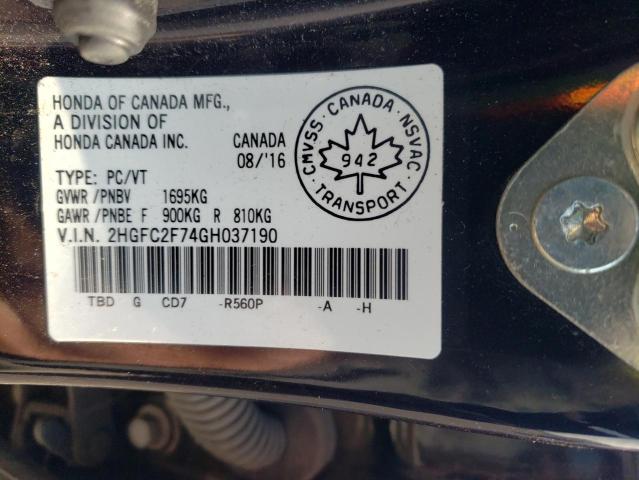 HONDA OF CANADA MFG.,
A DIVISION OF
HONDA CANADA INC.
CANADA
08/'16
TYPE: PC/VT
GVWR/PNBV 1695KG
GAWR/PNBE F 900KG R 810KG
V.I.N. 2HGFC2F74GH037190
TBD G CD7 -R560P -A -H
CMVSS · CANADA · NSVAC
942
TRANSPORT